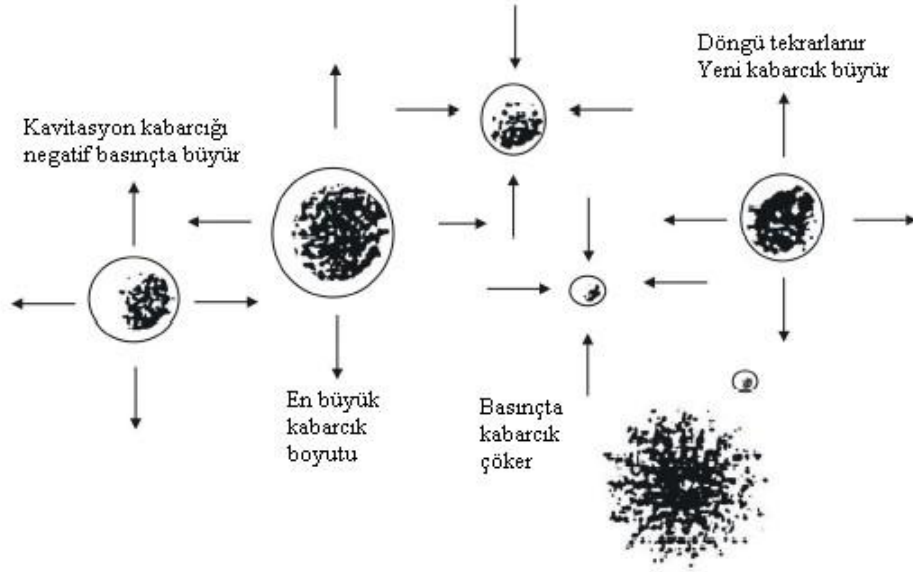 Kavitasyon kabarcığı
negatif basınçta büyür
En büyük
kabarcık
boyutu
Basınçta
kabarcık
çöker
Döngü tekrarlanır
Yeni kabarcık büyür